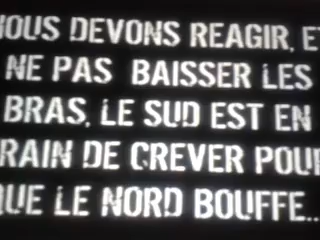 NOUS DEVONS REAGIR, ET
NE PAS BAISSER LES
BRAS, LE SUD EST EN
TRAIN DE CREVER POUR
QUE LE NORD BOUFFE...